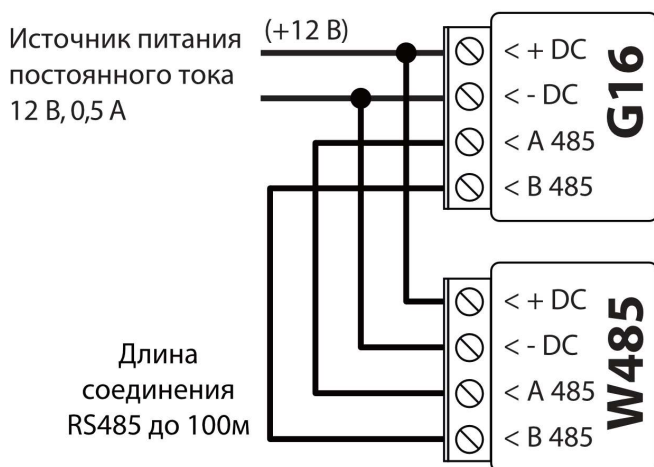 Источник питания
постоянного тока
12 В, 0,5 А
(+12 В)
< + DC
< - DC
< A 485
< B 485
G16
< + DC
< - DC
< A 485
< B 485
W485
Длина
соединения
RS485 до 100м